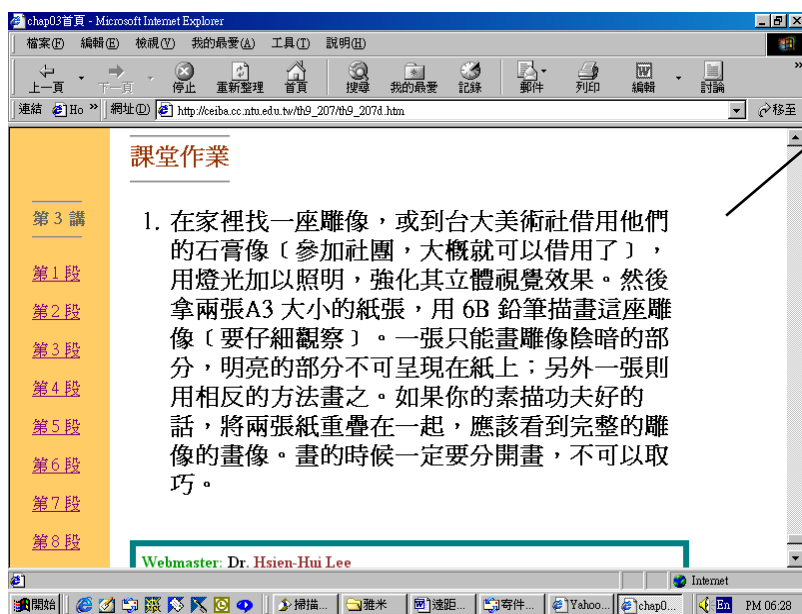 chap03首頁 - Microsoft Internet Explorer
檔案(F) 編輯(E) 檢視(V) 我的最愛(A) 工具(T) 說明(H)
上一頁 下一頁 停止 重新整理 首頁 搜尋 我的最愛 記錄 郵件 列印 編輯 討論 »
連結 Ho » 網址(D) http://ceiba.cc.ntu.edu.tw/th9_207/th9_207d.htm 移至
課堂作業
第 3 講
第 1 段
第 2 段
第 3 段
第 4 段
第 5 段
第 6 段
第 7 段
第 8 段
1. 在家裡找一座雕像，或到台大美術社借用他們
的石膏像〔參加社團，大概就可以借用了〕，
用燈光加以照明，強化其立體視覺效果。然後
拿兩張A3 大小的紙張，用 6B 鉛筆描畫這座雕
像〔要仔細觀察〕。一張只能畫雕像陰暗的部
分，明亮的部分不可呈現在紙上；另外一張則
用相反的方法畫之。如果你的素描功夫好的
話，將兩張紙重疊在一起，應該看到完整的雕
像的畫像。畫的時候一定要分開畫，不可以取
巧。
Webmaster: Dr. Hsien-Hui Lee
Internet
開始 掃描... 雅米 遠距... 寄件... Yahoo... chap0... En PM 06:28